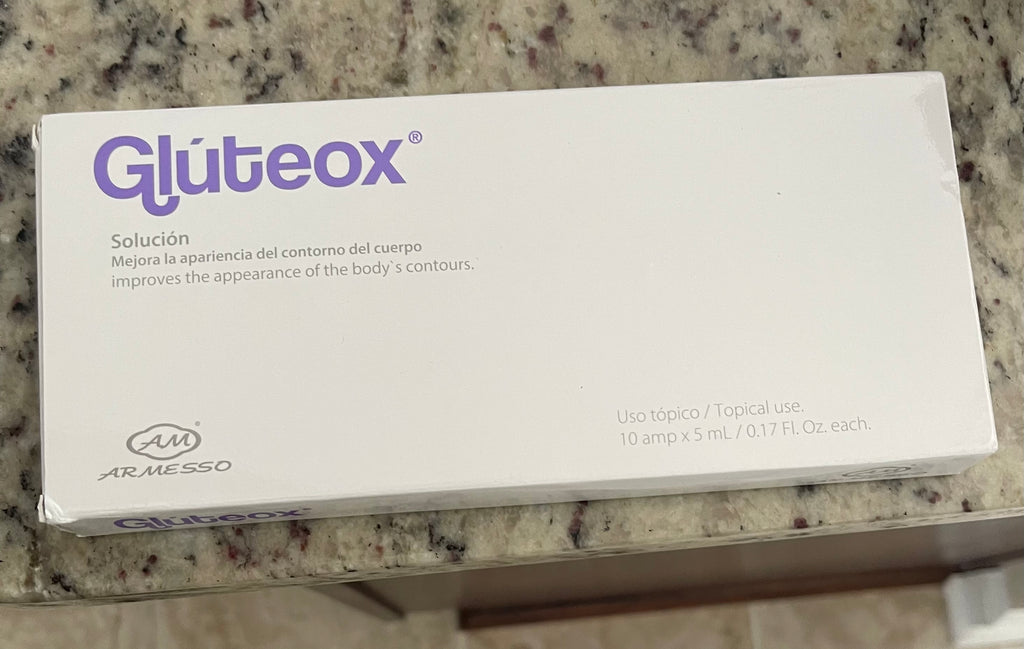 Glúteox®
Solución
Mejora la apariencia del contorno del cuerpo
improves the appearance of the body`s contours.
AM
ARMESSO
Uso tópico / Topical use.
10 amp x 5 mL / 0.17 Fl. Oz. each.
Glúteox®